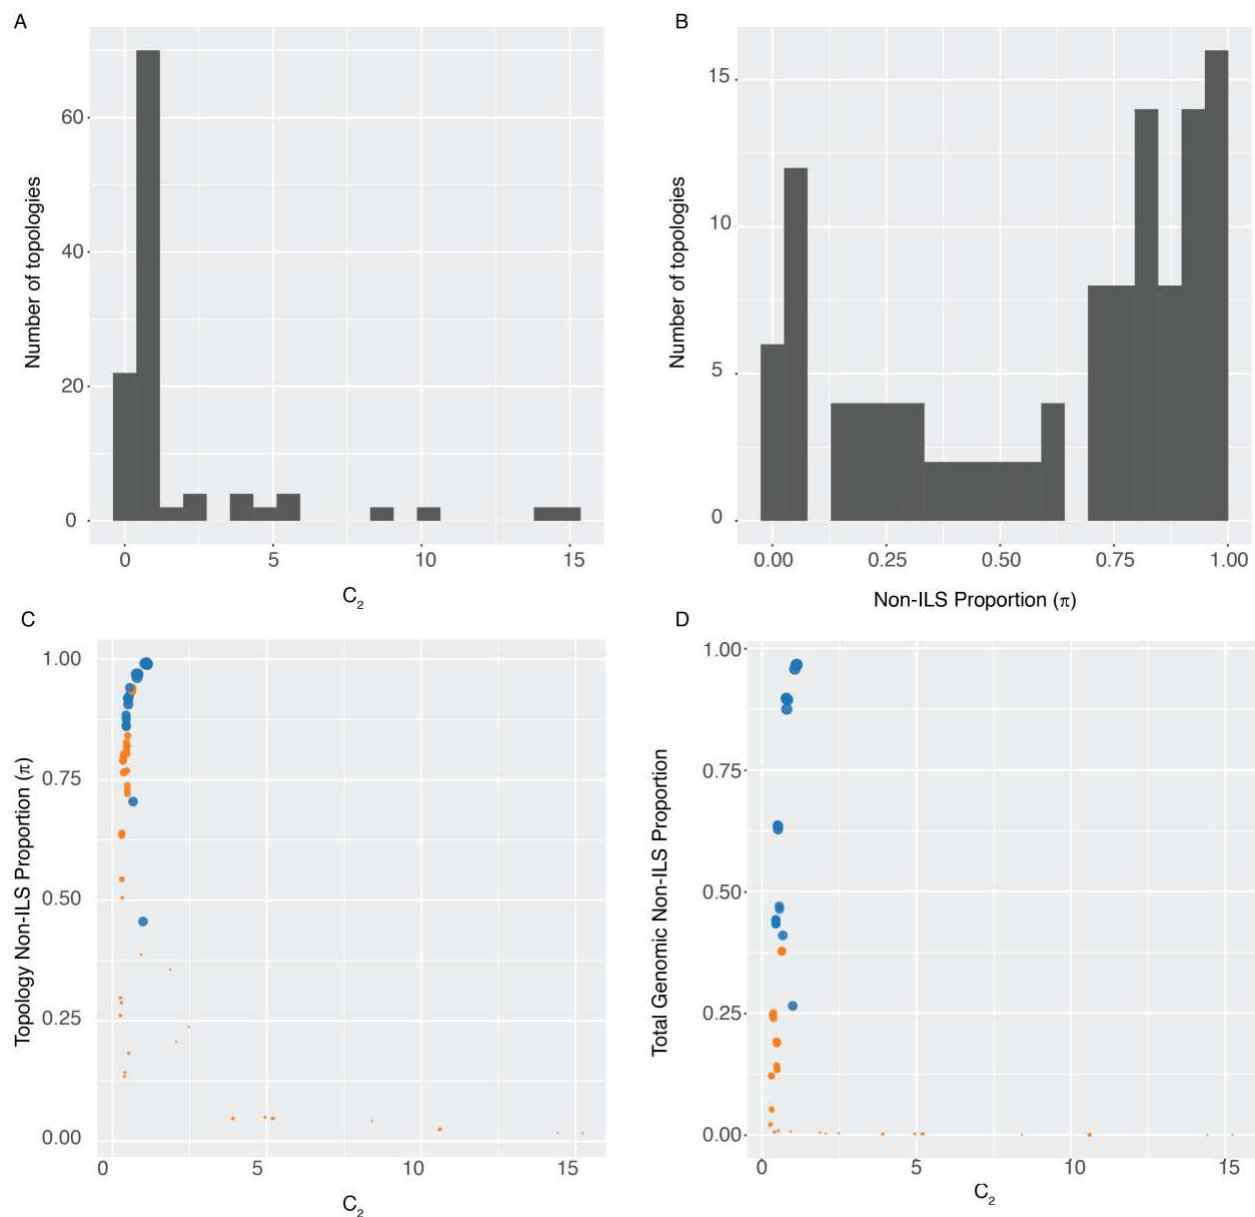 A
Number of topologies
60
40
20
0
0 5 10 15
C2
B
Number of topologies
15
10
5
0
0.00 0.25 0.50 0.75 1.00
Non-ILS Proportion (π)
C
Topology Non-ILS Proportion (π)
1.00
0.75
0.50
0.25
0.00
0 5 10 15
C2
D
Total Genomic Non-ILS Proportion
1.00
0.75
0.50
0.25
0.00
0 5 10 15
C2